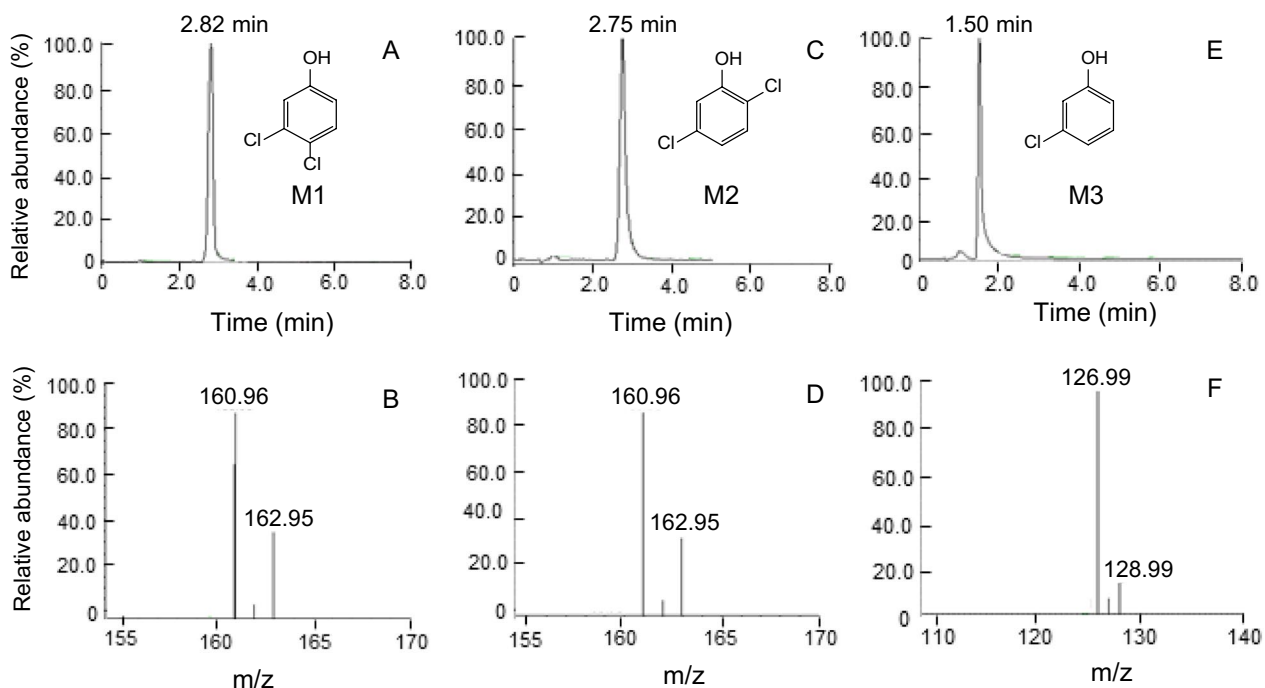 2.82 min
A
Relative abundance (%)
100.0
80.0
60.0
40.0
20.0
0
OH
Cl
Cl
M1
0 2.0 4.0 6.0 8.0
Time (min)
2.75 min
C
100.0
80.0
60.0
40.0
20.0
0
OH
Cl
Cl
M2
0 2.0 4.0 6.0 8.0
Time (min)
1.50 min
E
100.0
80.0
60.0
40.0
20.0
0
OH
Cl
M3
0 2.0 4.0 6.0 8.0
Time (min)
Relative abundance (%)
100.0
80.0
60.0
40.0
20.0
0
160.96
B
162.95
155 160 165 170
m/z
100.0
80.0
60.0
40.0
20.0
0
160.96
D
162.95
155 160 165 170
m/z
100.0
80.0
60.0
40.0
20.0
0
126.99
F
128.99
110 120 130 140
m/z